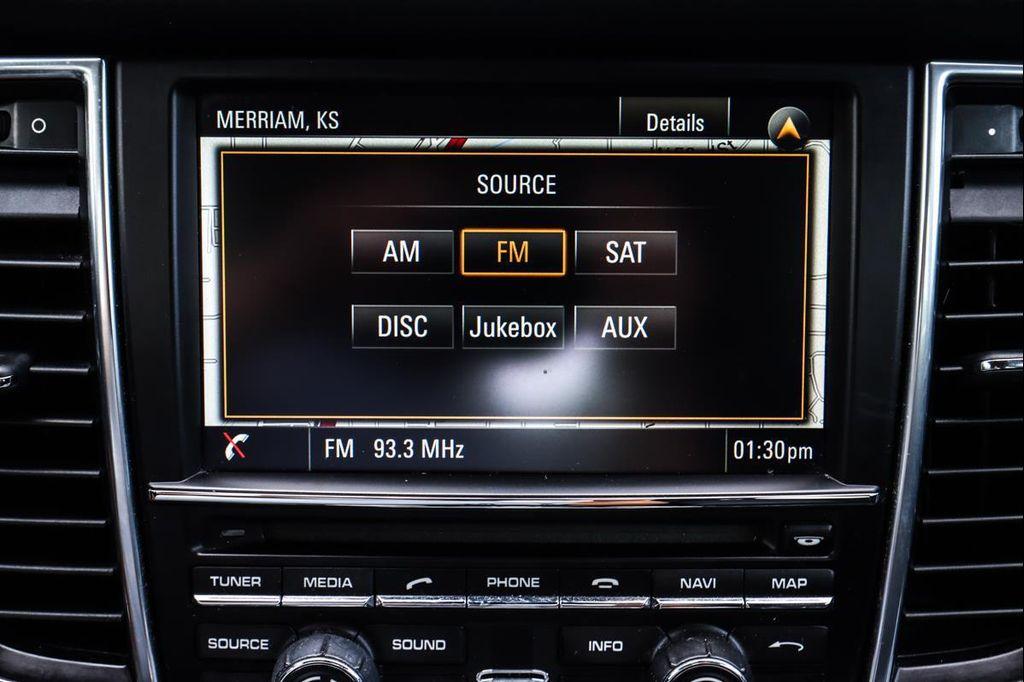 MERRIAM, KS
Details
SOURCE
AM FM SAT
DISC Jukebox AUX
FM 93.3 MHz 01:30pm
TUNER MEDIA PHONE NAVI MAP
SOURCE SOUND INFO